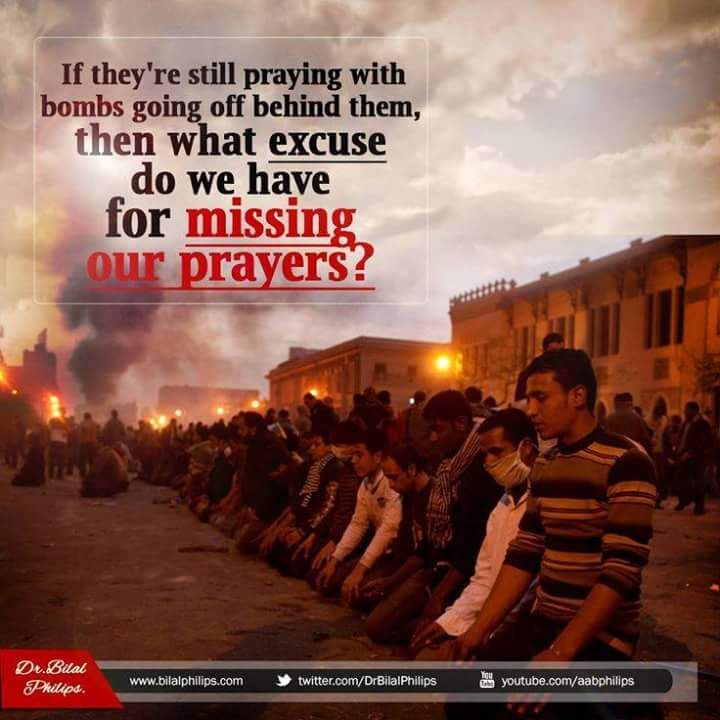 If they're still praying with
bombs going off behind them,
then what excuse
do we have
for missing
our prayers?
Dr.Bilal
Philips.
www.bilalphilips.com
twitter.com/DrBilalPhilips
You
Tube
youtube.com/aabphilips